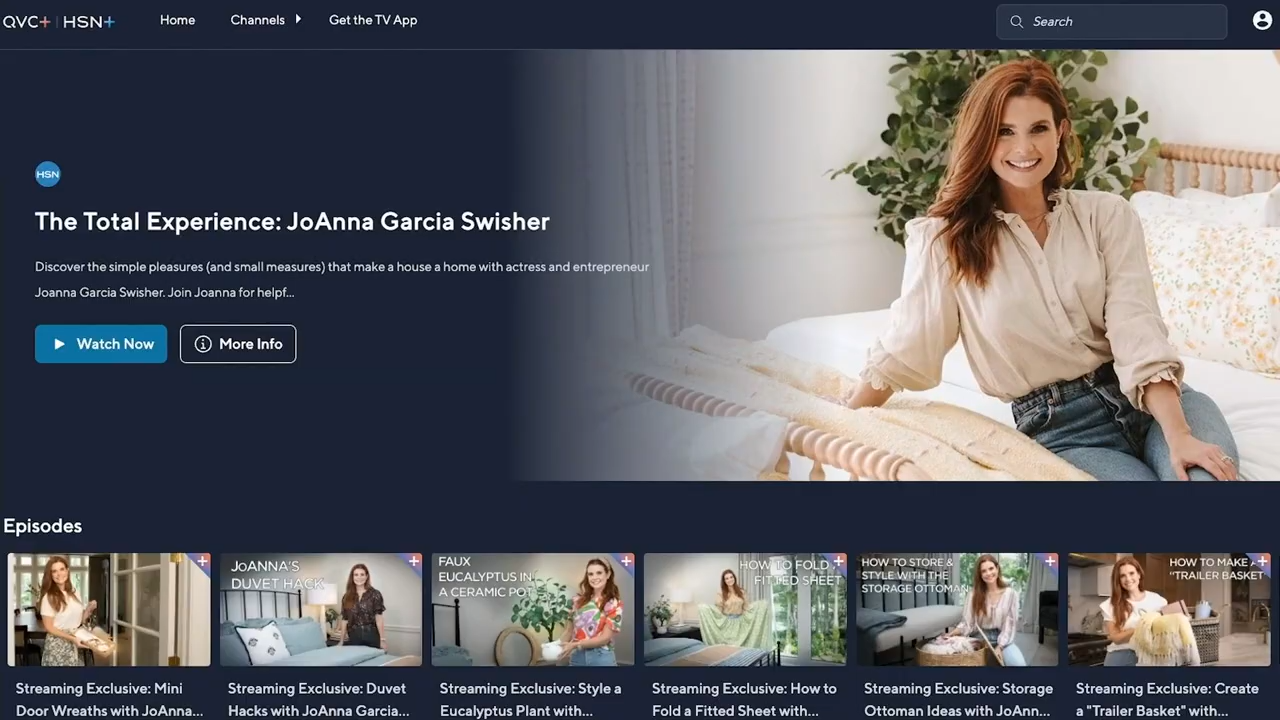 QVC+ | HSN+
Home
Channels
Get the TV App
Search
HSN
The Total Experience: JoAnna Garcia Swisher
Discover the simple pleasures (and small measures) that make a house a home with actress and entrepreneur
Joanna Garcia Swisher. Join Joanna for helpf...
Watch Now
More Info
Episodes
JoANNA'S
DUVET HACK
FAUX
EUCALYPTUS IN
A CERAMIC POT
HOW TO FOLD A
FITTED SHEET
HOW TO STORE &
STYLE WITH THE
STORAGE OTTOMAN
HOW TO MAKE A
"TRAILER BASKET"
Streaming Exclusive: Mini
Door Wreaths with JoAnna...
Streaming Exclusive: Duvet
Hacks with JoAnna Garcia...
Streaming Exclusive: Style a
Eucalyptus Plant with...
Streaming Exclusive: How to
Fold a Fitted Sheet with...
Streaming Exclusive: Storage
Ottoman Ideas with JoAnn...
Streaming Exclusive: Create
a "Trailer Basket" with...